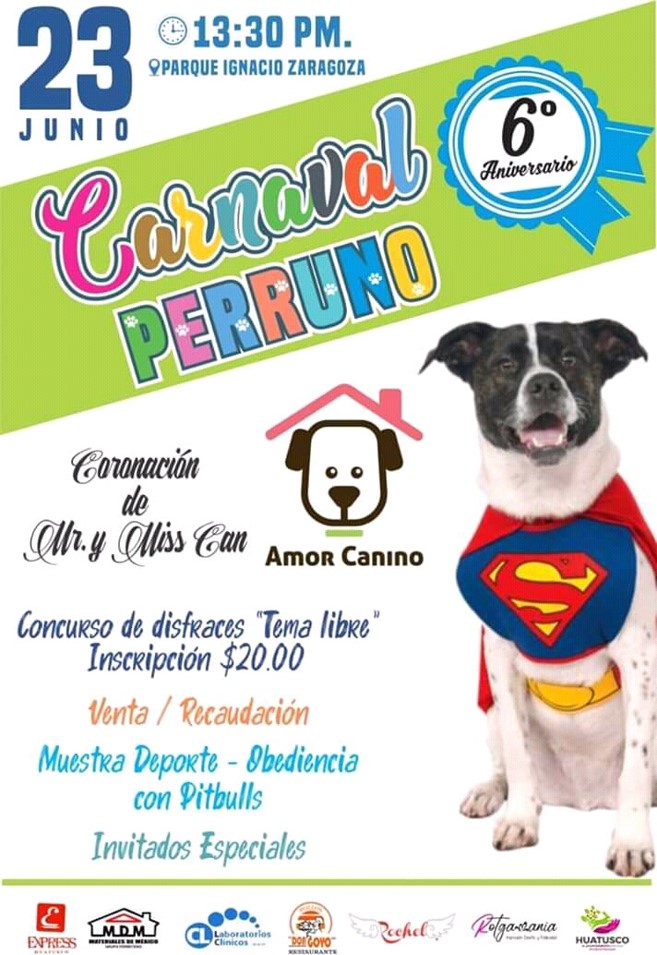 23
JUNIO
13:30 PM.
PARQUE IGNACIO ZARAGOZA
6º
Aniversario
Carnaval
PERRUNO
Coronación
de
Mr. y Miss Can
Amor Canino
Concurso de disfraces "Tema libre"
Inscripción $20.00
Venta / Recaudación
Muestra Deporte - Obediencia
con Pitbulls
Invitados Especiales
E
EXPRESS
HUATUSCO
M.D.M
MATERIALES DE MÉXICO
CL Laboratorios
Clínicos
"DON GOYO"
RESTAURANTE
Rochel
Rotganzania
HUATUSCO